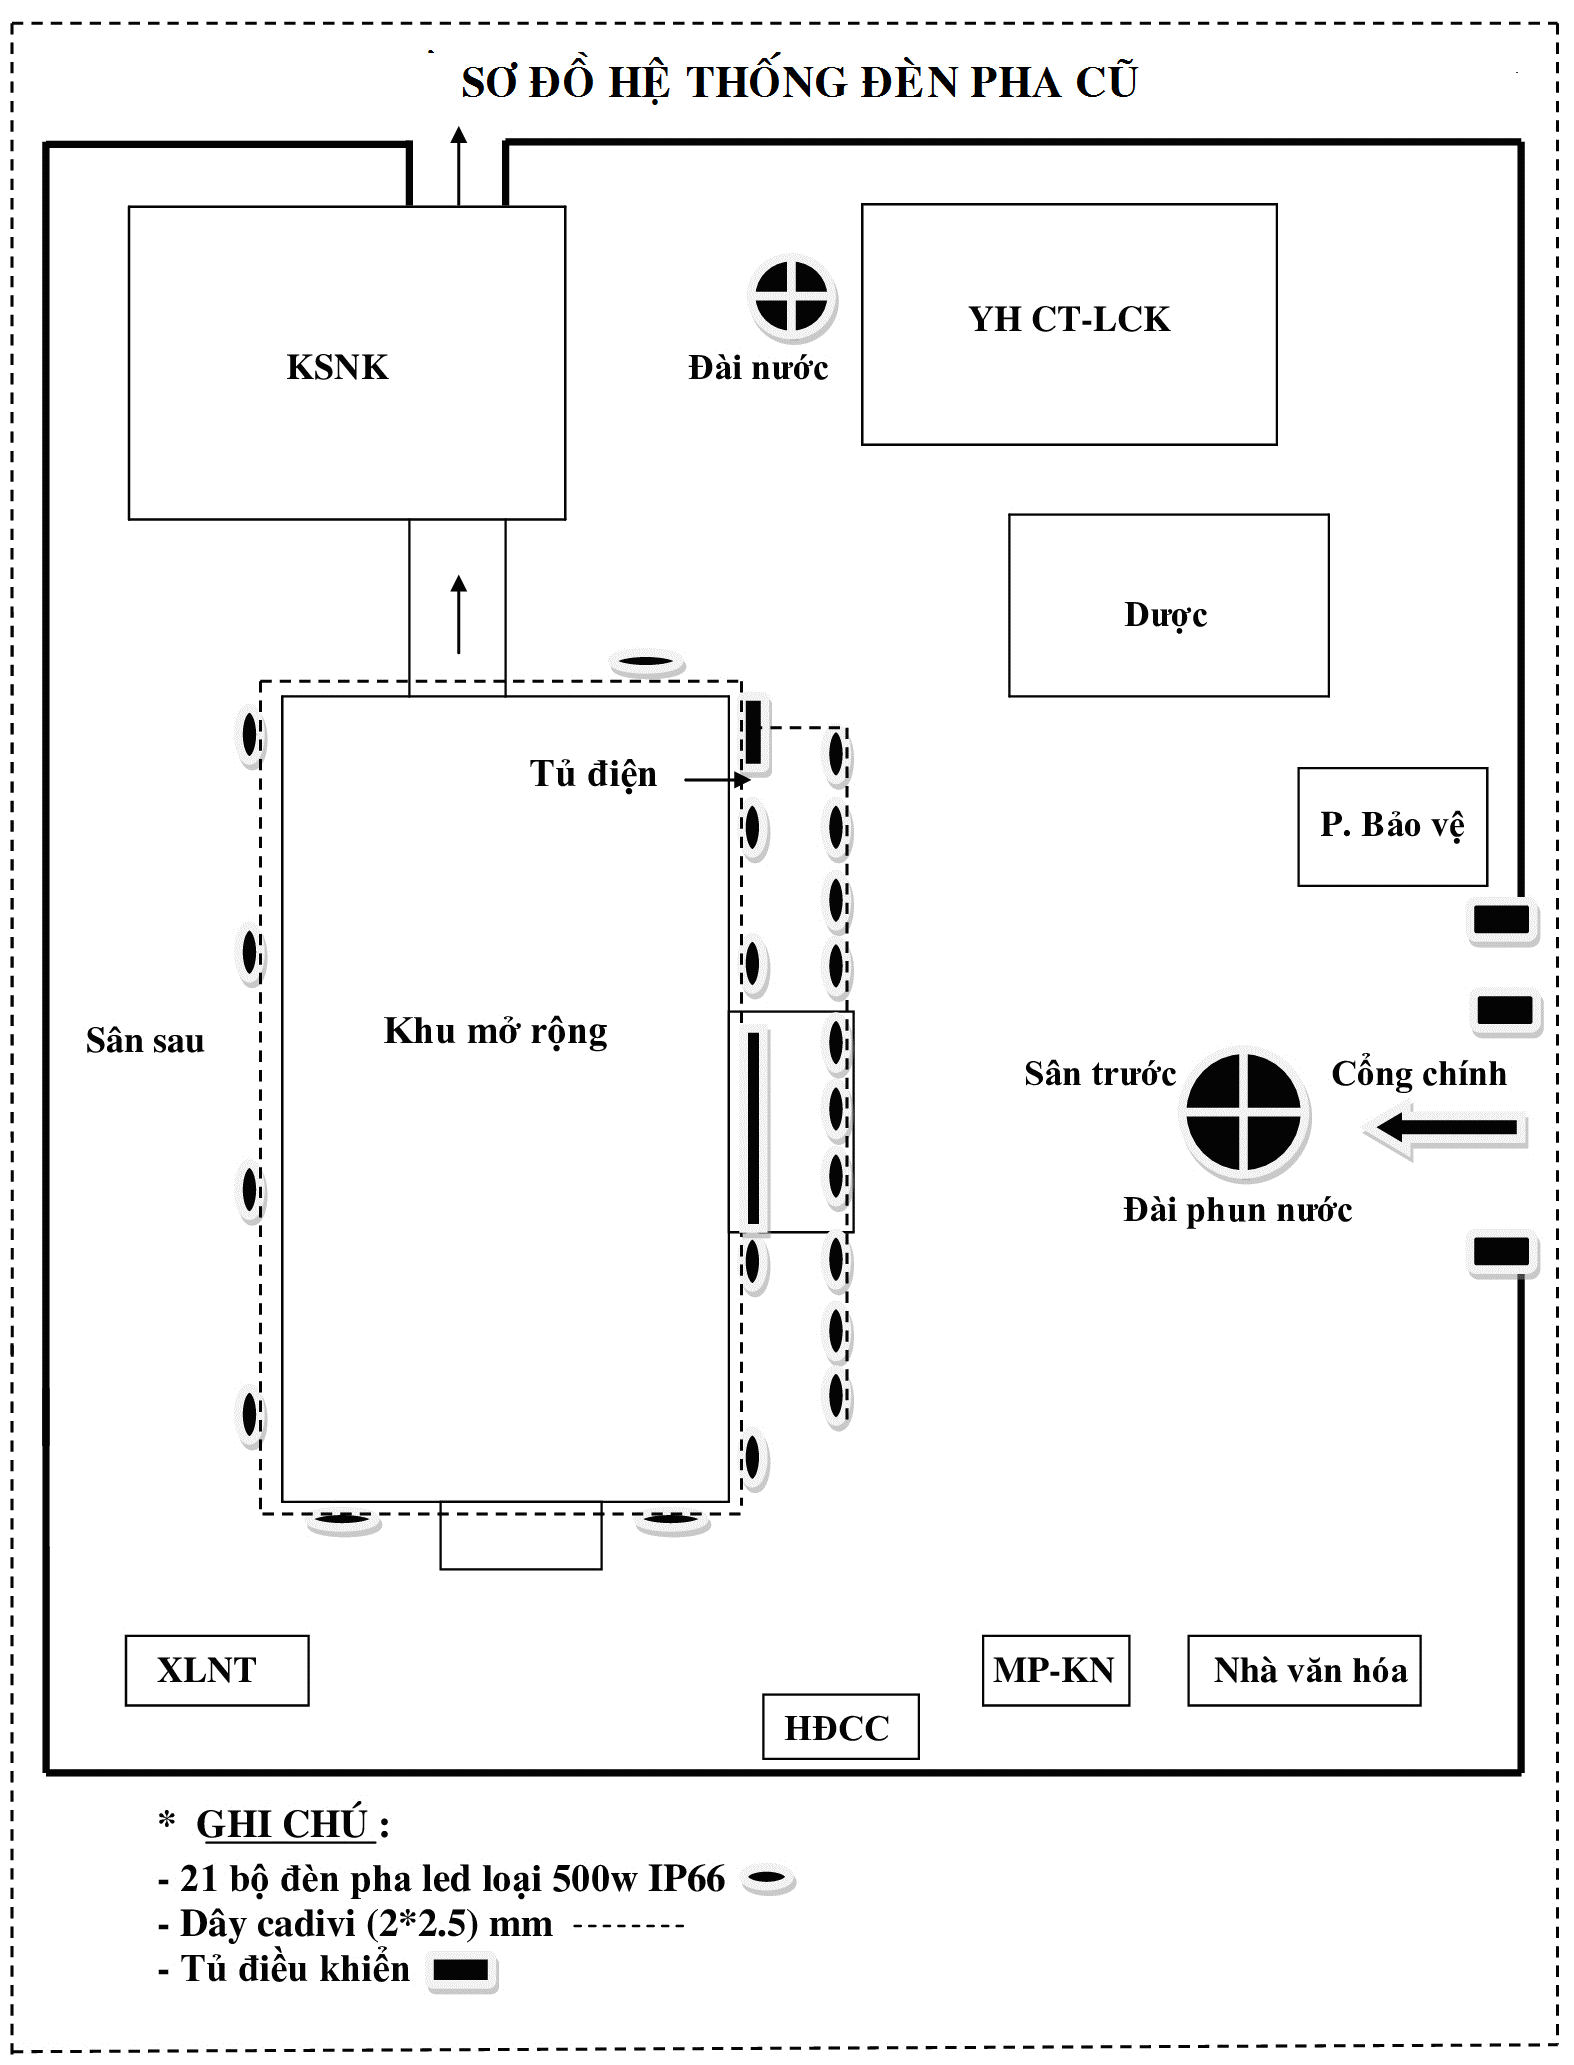 SƠ ĐỒ HỆ THỐNG ĐÈN PHA CŨ
YH CT-LCK
KSNK
Đài nước
Dược
Tủ điện
P. Bảo vệ
Khu mở rộng
Sân sau
Sân trước
Cổng chính
Đài phun nước
XLNT
MP-KN
Nhà văn hóa
HĐCC
* GHI CHÚ :
- 21 bộ đèn pha led loại 500w IP66
- Dây cadivi (2*2.5) mm --------
- Tủ điều khiển